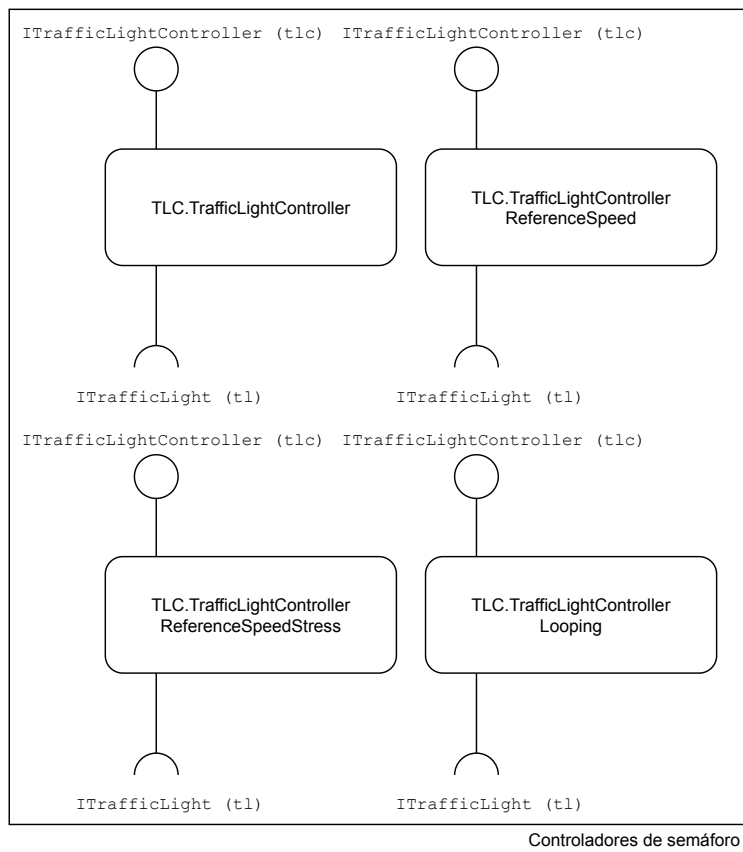 ITrafficLightController (tlc) ITrafficLightController (tlc)
TLC.TrafficLightController
TLC.TrafficLightController
ReferenceSpeed
ITrafficLight (tl) ITrafficLight (tl)
ITrafficLightController (tlc) ITrafficLightController (tlc)
TLC.TrafficLightController
ReferenceSpeedStress
TLC.TrafficLightController
Looping
ITrafficLight (tl) ITrafficLight (tl)
Controladores de semáforo